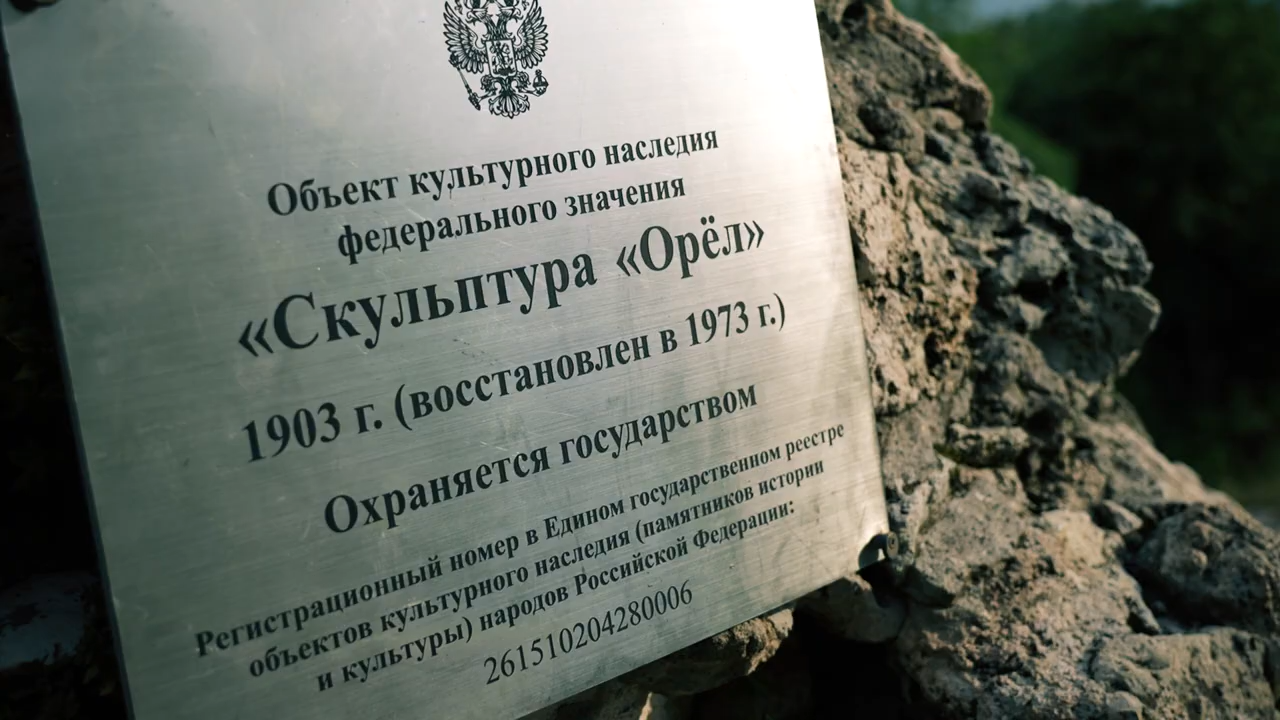 Объект культурного наследия
федерального значения
«Скульптура «Орёл»
1903 г. (восстановлен в 1973 г.)
Охраняется государством
Регистрационный номер в Едином государственном реестре
объектов культурного наследия (памятников истории
и культуры) народов Российской Федерации:
261510204280006